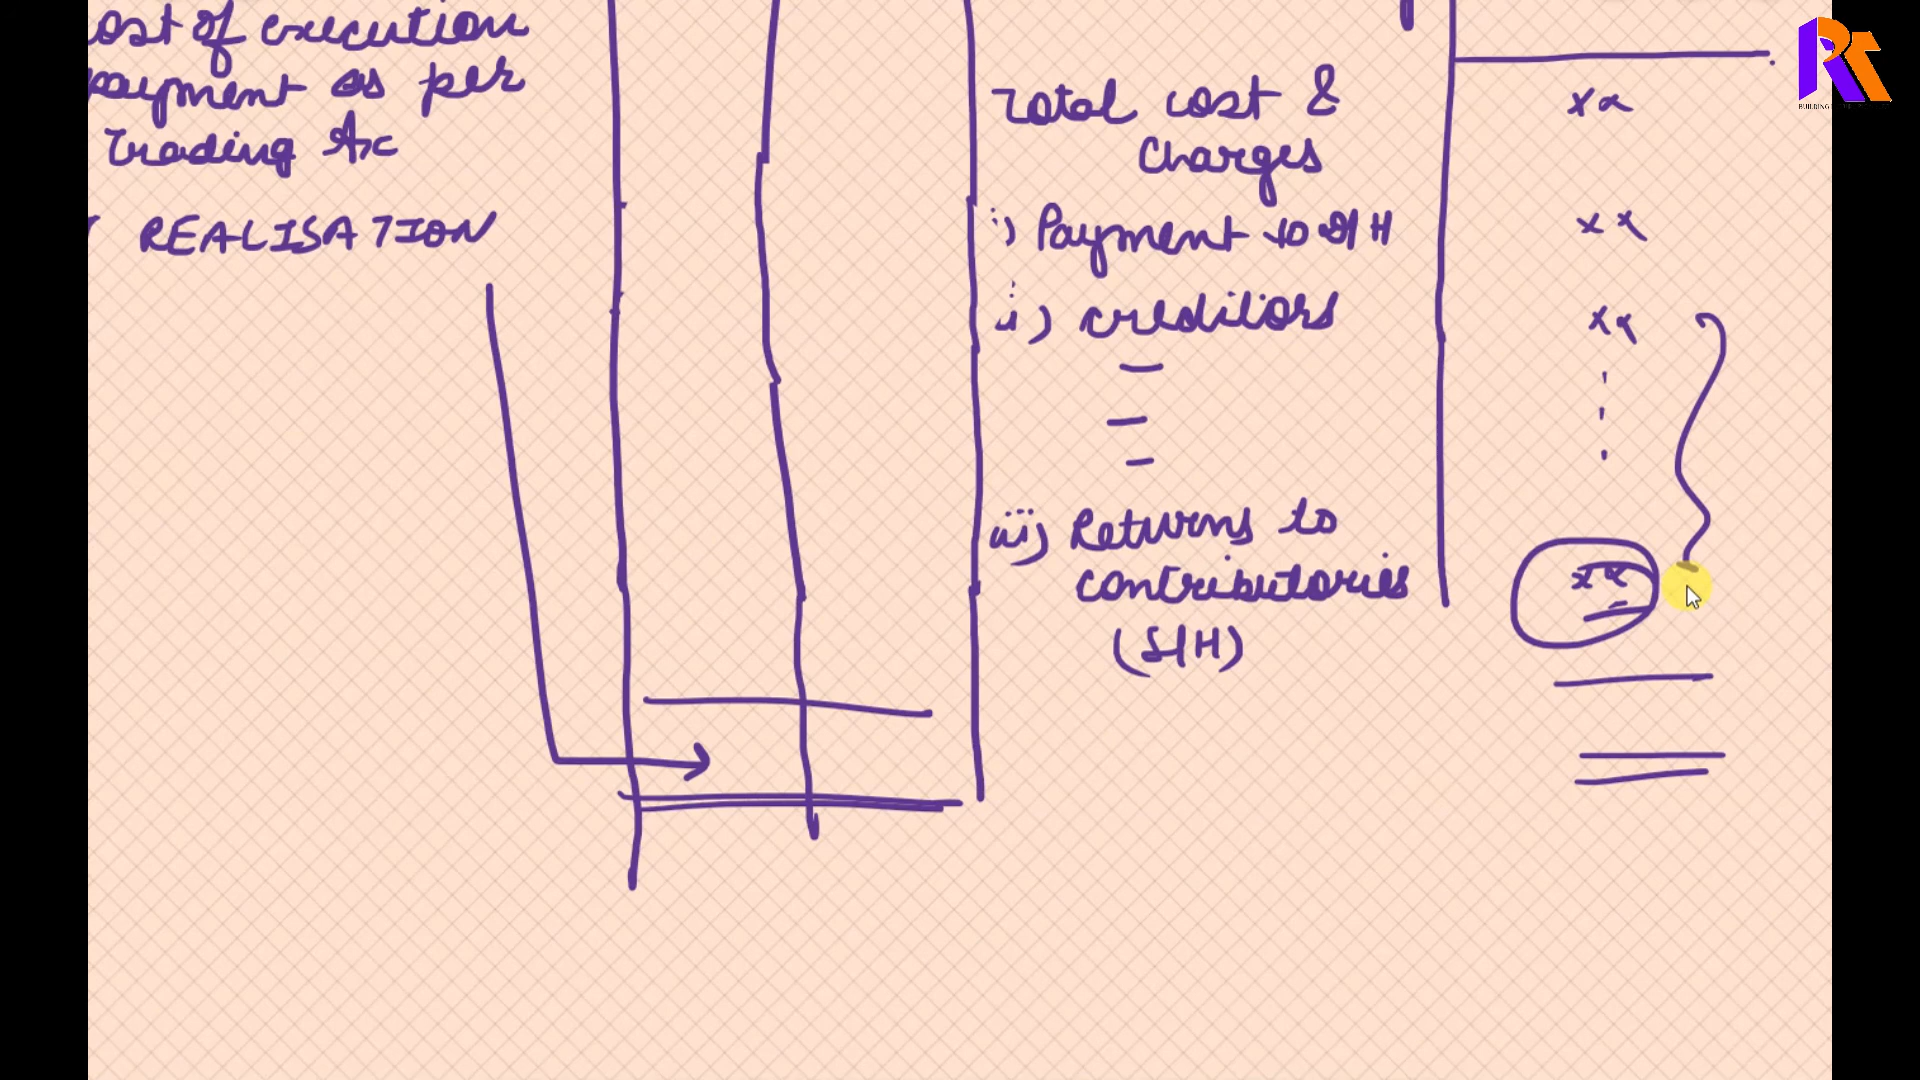 ost of execution
payment as per
Trading A/c
REALISATION
Total cost &
Charges
xx
i) Payment to D/H
xx
ii) creditors
xx
iii) Returns to
contributories
(S/H)
xx
BUILDING